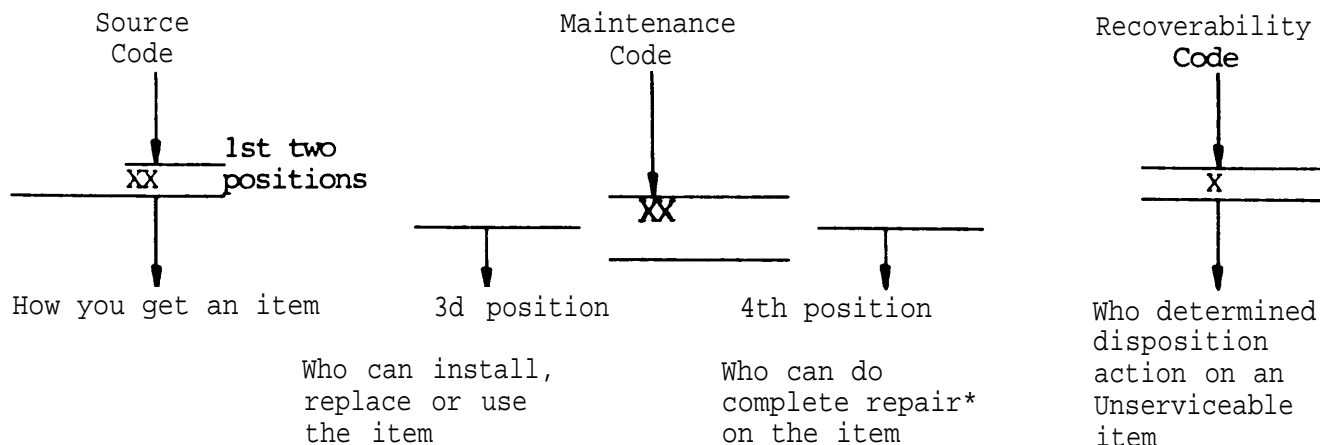 Source
Code
Maintenance
Code
Recoverability
Code
1st two
positions
XX
XX
X
How you get an item
3d position
4th position
Who can install,
replace or use
the item
Who can do
complete repair*
on the item
Who determined
disposition
action on an
Unserviceable
item